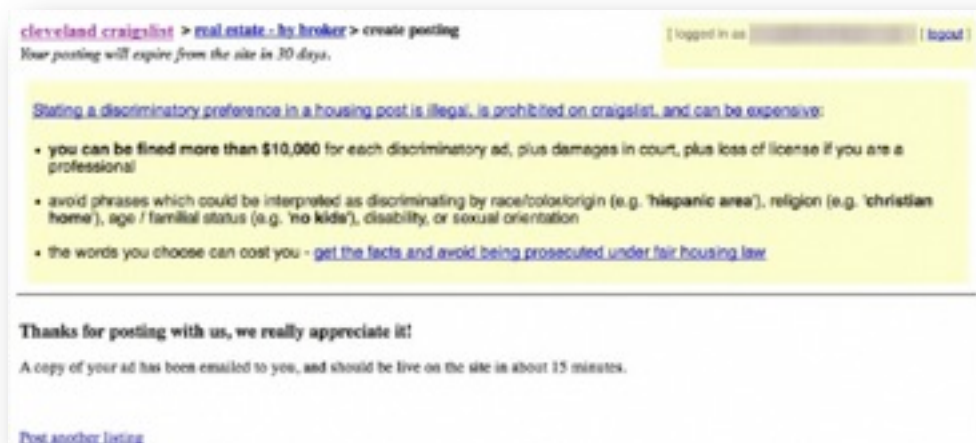 cleveland craigslist > real estate - by broker > create posting
[ logged in as [ logout ]
Your posting will expire from the site in 30 days.
Stating a discriminatory preference in a housing post is illegal, is prohibited on craigslist, and can be expensive:
• you can be fined more than $10,000 for each discriminatory ad, plus damages in court, plus loss of license if you are a
professional
• avoid phrases which could be interpreted as discriminating by race/color/origin (e.g. 'hispanic area'), religion (e.g. 'christian
home'), age / familial status (e.g. 'no kids'), disability, or sexual orientation
• the words you choose can cost you - get the facts and avoid being prosecuted under fair housing law
Thanks for posting with us, we really appreciate it!
A copy of your ad has been emailed to you, and should be live on the site in about 15 minutes.
Post another listing